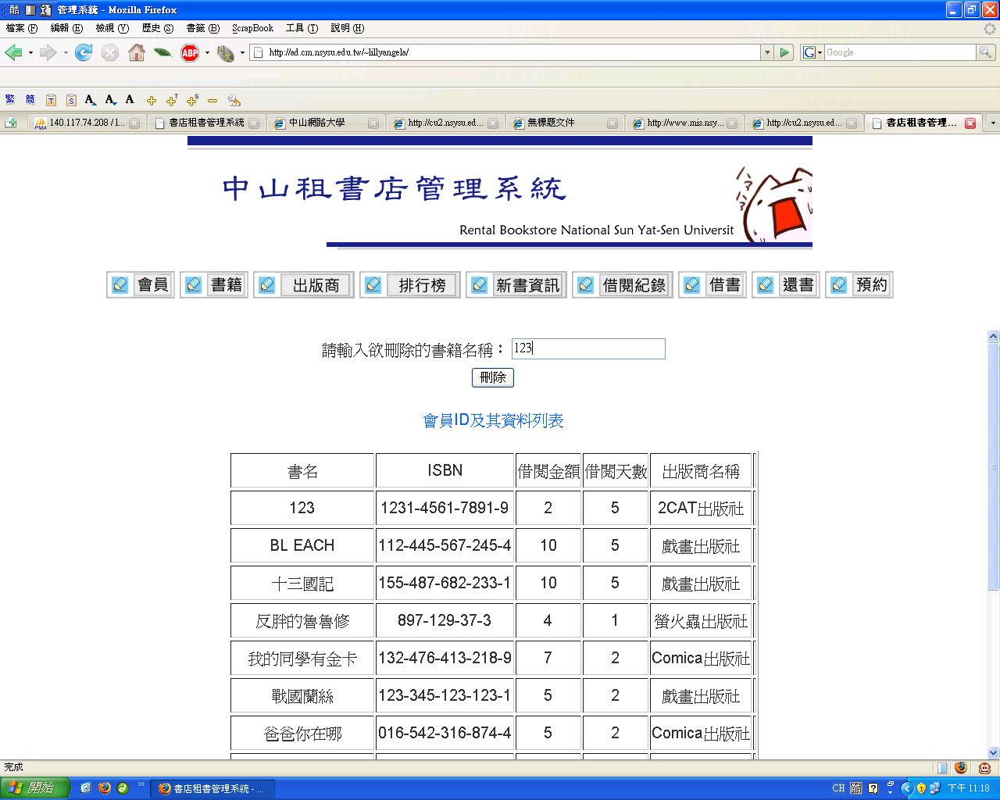 酷 管理系統 - Mozilla Firefox
檔案 (F) 編輯 (E) 檢視 (V) 歷史 (S) 書籤 (B) ScrapBook 工具 (T) 說明 (H)
ABP http://ad.cm.nsysu.edu.tw/~lillyangela/ G Google
繁 簡 T S A A A T S
PMA 140.117.74.208 / l... 書店租書管理系統 中山網路大學 http://cu2.nsysu.ed... 無標題文件 http://www.mis.nsy... http://cu2.nsysu.ed... 書店租書管理...
中山租書店管理系統
ハァハァ
Rental Bookstore National Sun Yat-Sen Universit
會員 書籍 出版商 排行榜 新書資訊 借閱紀錄 借書 還書 預約
請輸入欲刪除的書籍名稱： 123
刪除
會員ID及其資料列表
書名 ISBN 借閱金額 借閱天數 出版商名稱
123 1231-4561-7891-9 2 5 2CAT出版社
BL EACH 112-445-567-245-4 10 5 戲畫出版社
十三國記 155-487-682-233-1 10 5 戲畫出版社
反胖的魯魯修 897-129-37-3 4 1 螢火蟲出版社
我的同學有金卡 132-476-413-218-9 7 2 Comica出版社
戰國蘭絲 123-345-123-123-1 5 2 戲畫出版社
爸爸你在哪 016-542-316-874-4 5 2 Comica出版社
完成
開始 書店租書管理系統 - ... CH 酷 下午 11:18